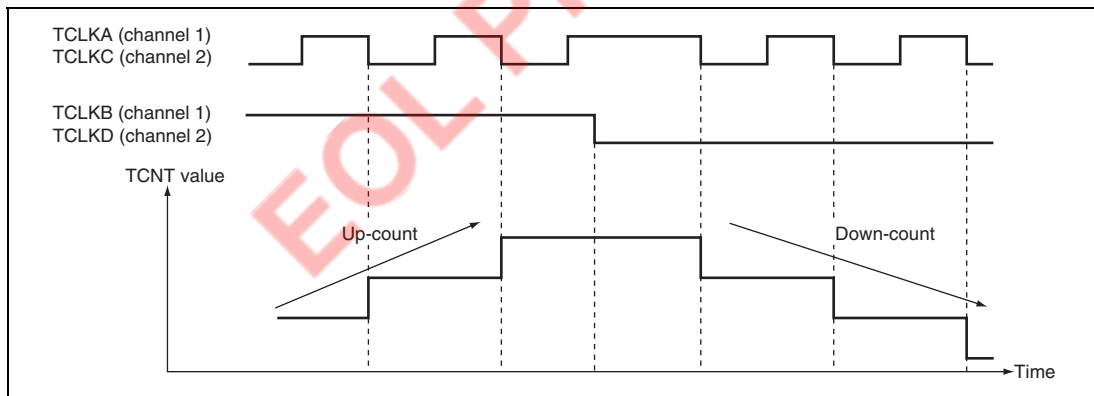 TCLKA (channel 1)
TCLKC (channel 2)
TCLKB (channel 1)
TCLKD (channel 2)
TCNT value
Up-count
Down-count
Time
EOL P